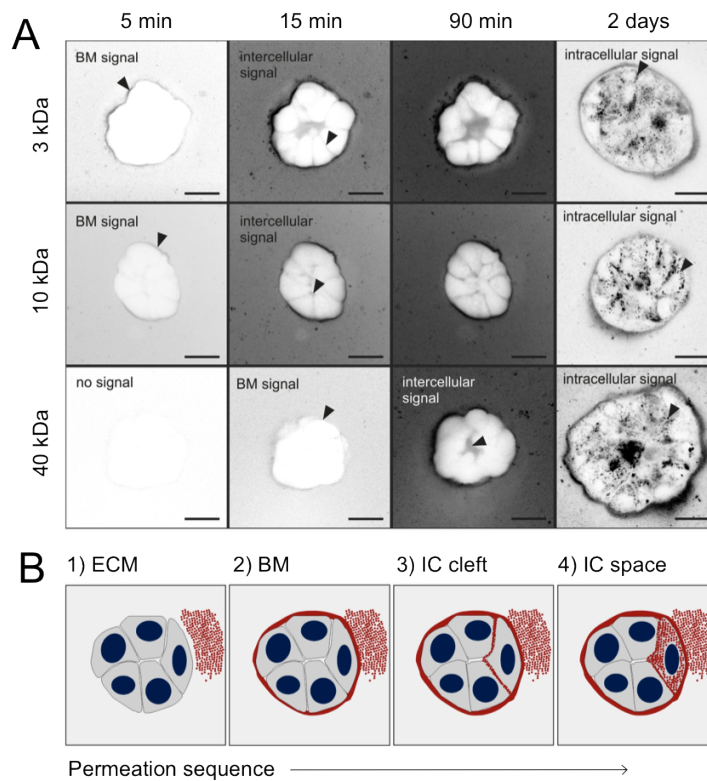 5 min 15 min 90 min 2 days
A
3 kDa
BM signal
intercellular
signal
intracellular signal
10 kDa
BM signal
intercellular
signal
intracellular signal
40 kDa
no signal
BM signal
intercellular
signal
intracellular signal
B
1) ECM 2) BM 3) IC cleft 4) IC space
Permeation sequence